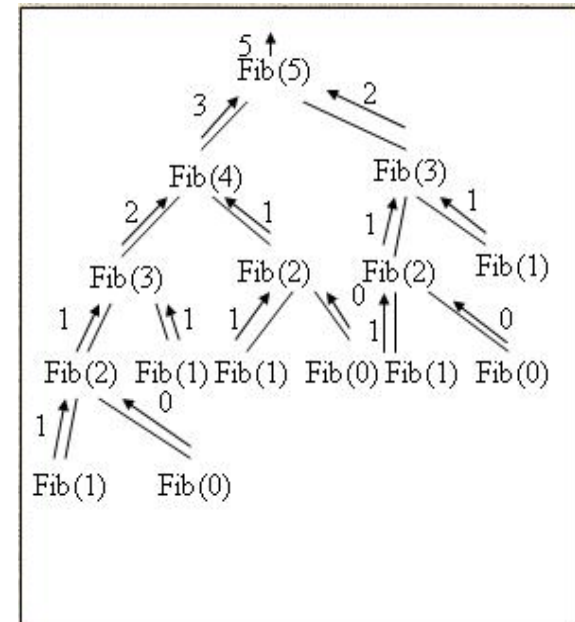 5
Fib(5)
3 2
Fib(4) Fib(3)
2 1 1 1
Fib(3) Fib(2) Fib(2) Fib(1)
1 1 1 0 1 0
Fib(2) Fib(1) Fib(1) Fib(0) Fib(1) Fib(0)
1 0
Fib(1) Fib(0)